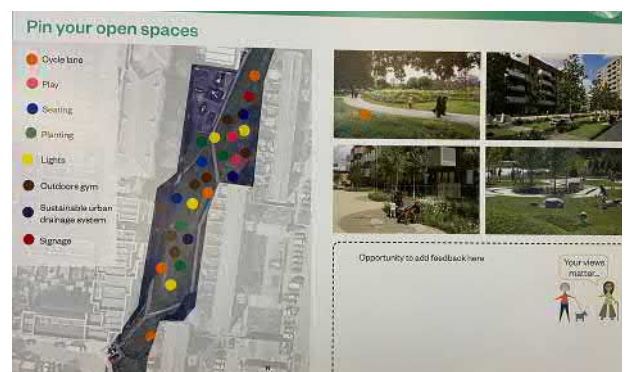 Pin your open spaces
Cycle lane
Play
Seating
Planting
Lights
Outdoors gym
Sustainable urban
drainage system
Signage
Opportunity to add feedback here
Your views
matter...